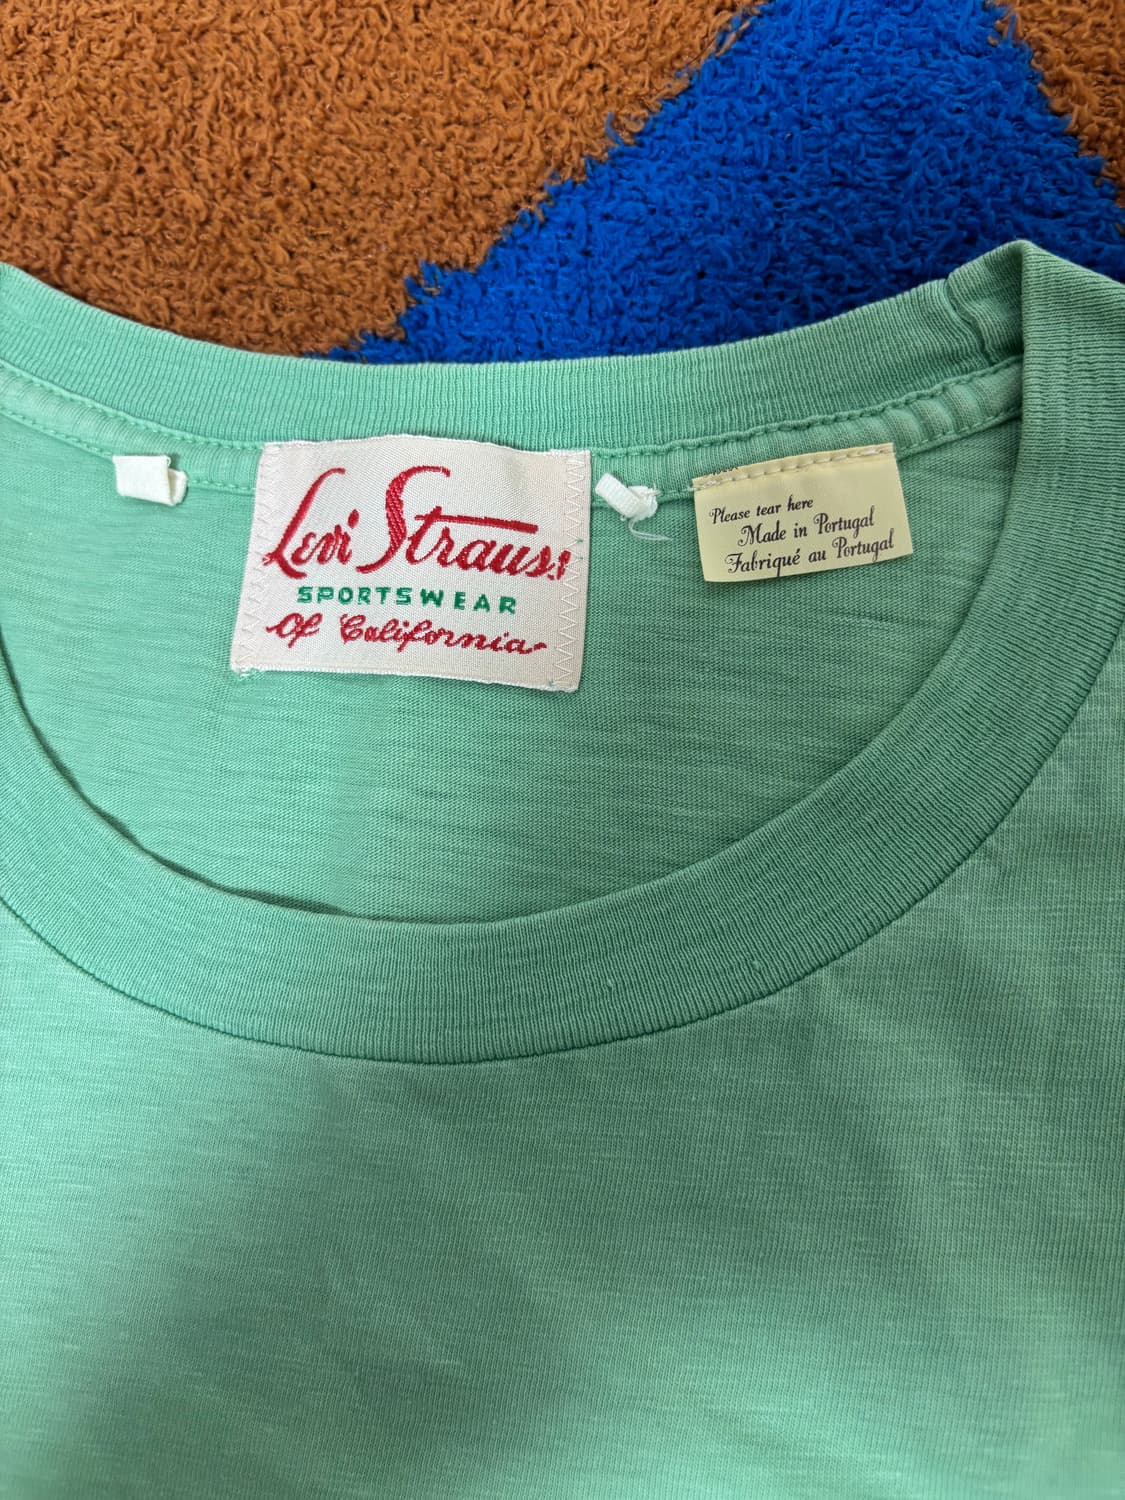 Levi Strauss
SPORTSWEAR
Of California
Please tear here
Made in Portugal
Fabriqué au Portugal